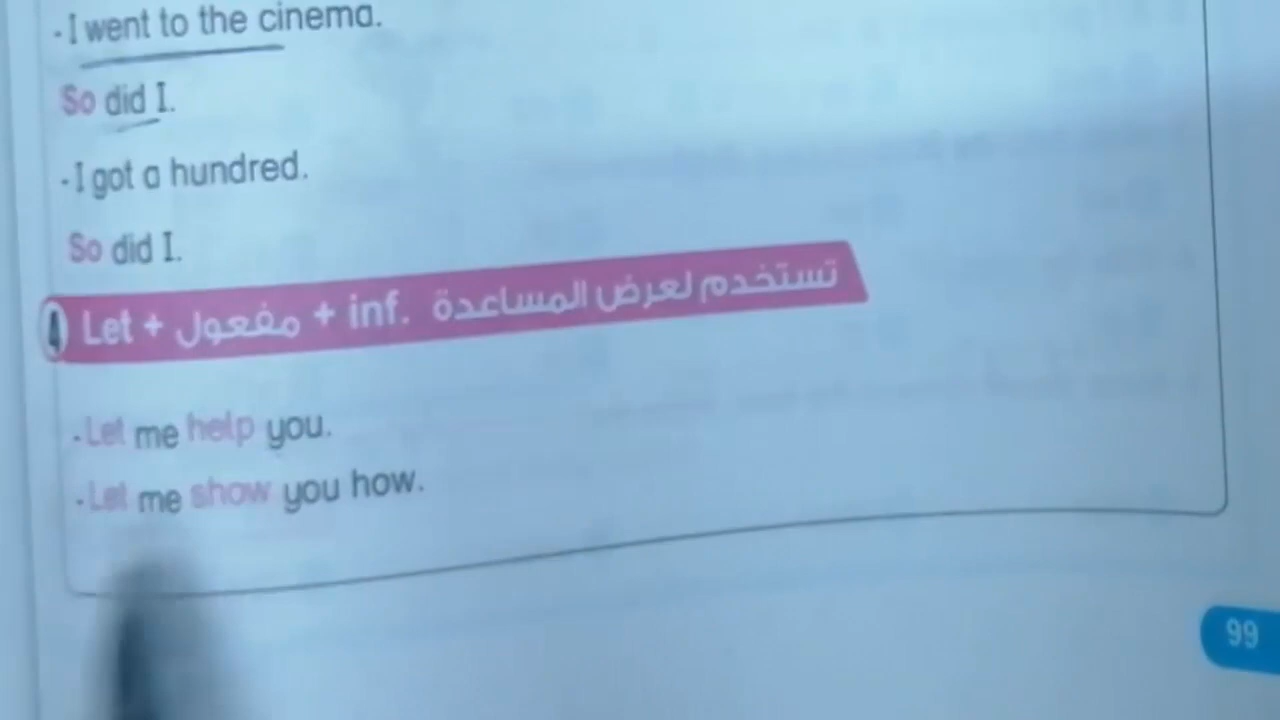 - I went to the cinema.
So did I.
- I got a hundred.
So did I.
4 Let + مفعول + inf. تستخدم لعرض المساعدة
- Let me help you.
- Let me show you how.
99